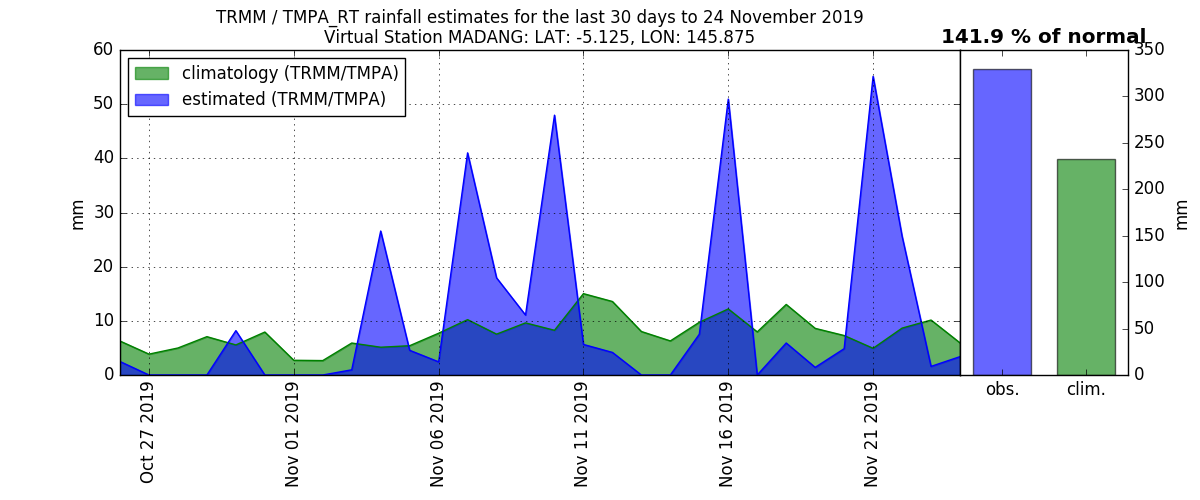 TRMM / TMPA_RT rainfall estimates for the last 30 days to 24 November 2019
Virtual Station MADANG: LAT: -5.125, LON: 145.875
141.9 % of normal
climatology (TRMM/TMPA)
estimated (TRMM/TMPA)
mm
60
50
40
30
20
10
0
Oct 27 2019
Nov 01 2019
Nov 06 2019
Nov 11 2019
Nov 16 2019
Nov 21 2019
350
300
250
200
150
100
50
0
mm
obs.
clim.